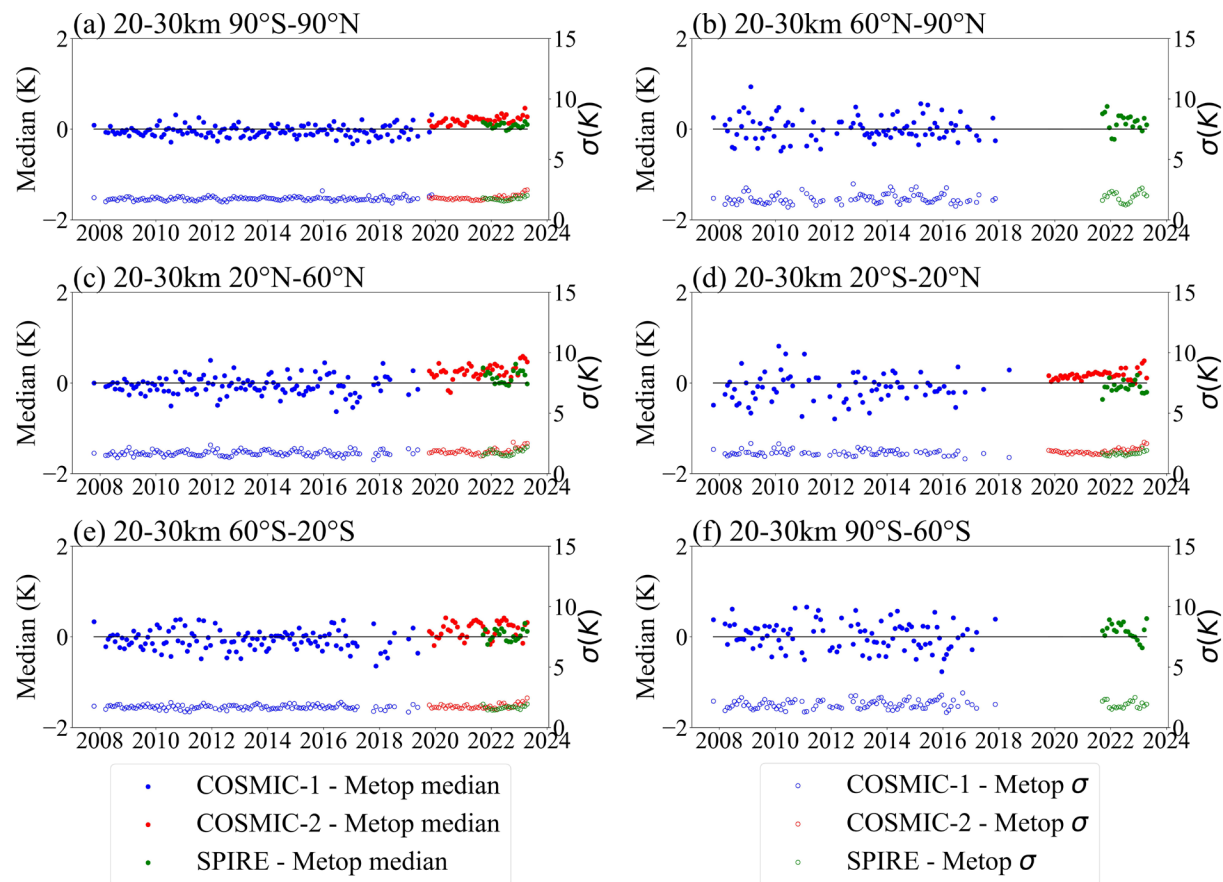 (a) 20-30km 90°S-90°N
(b) 20-30km 60°N-90°N
2
0
−2
Median (K)
15
10
5
0
σ(K)
2008 2010 2012 2014 2016 2018 2020 2022 2024
2
0
−2
Median (K)
15
10
5
0
σ(K)
2008 2010 2012 2014 2016 2018 2020 2022 2024
(c) 20-30km 20°N-60°N
(d) 20-30km 20°S-20°N
2
0
−2
Median (K)
15
10
5
0
σ(K)
2008 2010 2012 2014 2016 2018 2020 2022 2024
2
0
−2
Median (K)
15
10
5
0
σ(K)
2008 2010 2012 2014 2016 2018 2020 2022 2024
(e) 20-30km 60°S-20°S
(f) 20-30km 90°S-60°S
2
0
−2
Median (K)
15
10
5
0
σ(K)
2008 2010 2012 2014 2016 2018 2020 2022 2024
2
0
−2
Median (K)
15
10
5
0
σ(K)
2008 2010 2012 2014 2016 2018 2020 2022 2024
COSMIC-1 - Metop median
COSMIC-2 - Metop median
SPIRE - Metop median
COSMIC-1 - Metop σ
COSMIC-2 - Metop σ
SPIRE - Metop σ